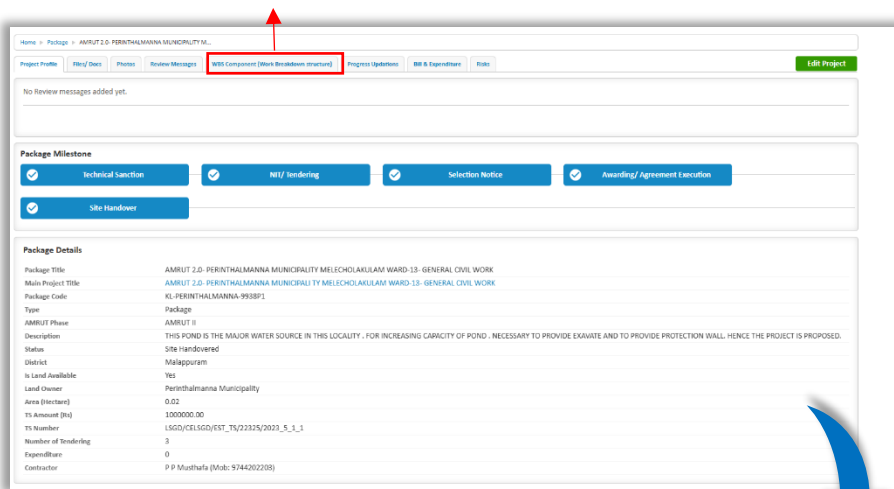 Home > Package > AMRUT 2.0- PERINTHALMANNA MUNICIPALITY M...
Project Profile Files/ Docs Photos Review Messages WBS Component (Work Breakdown structure) Progress Updations Bill & Expenditure Risks Edit Project
No Review messages added yet.
Package Milestone
Technical Sanction NIT/ Tendering Selection Notice Awarding/ Agreement Execution
Site Handover
Package Details
Package Title AMRUT 2.0- PERINTHALMANNA MUNICIPALITY MELECHOLAKULAM WARD-13- GENERAL CIVIL WORK
Main Project Title AMRUT 2.0- PERINTHALMANNA MUNICIPALI TY MELECHOLAKULAM WARD-13- GENERAL CIVIL WORK
Package Code KL-PERINTHALMANNA-9938P1
Type Package
AMRUT Phase AMRUT II
Description THIS POND IS THE MAJOR WATER SOURCE IN THIS LOCALITY . FOR INCREASING CAPACITY OF POND . NECESSARY TO PROVIDE EXAVATE AND TO PROVIDE PROTECTION WALL. HENCE THE PROJECT IS PROPOSED.
Status Site Handovered
District Malappuram
Is Land Available Yes
Land Owner Perinthalmanna Municipality
Area (Hectare) 0.02
TS Amount (Rs) 1000000.00
TS Number LSGD/CELSGD/EST_TS/22325/2023_5_1_1
Number of Tendering 3
Expenditure 0
Contractor P P Musthafa (Mob: 9744202203)